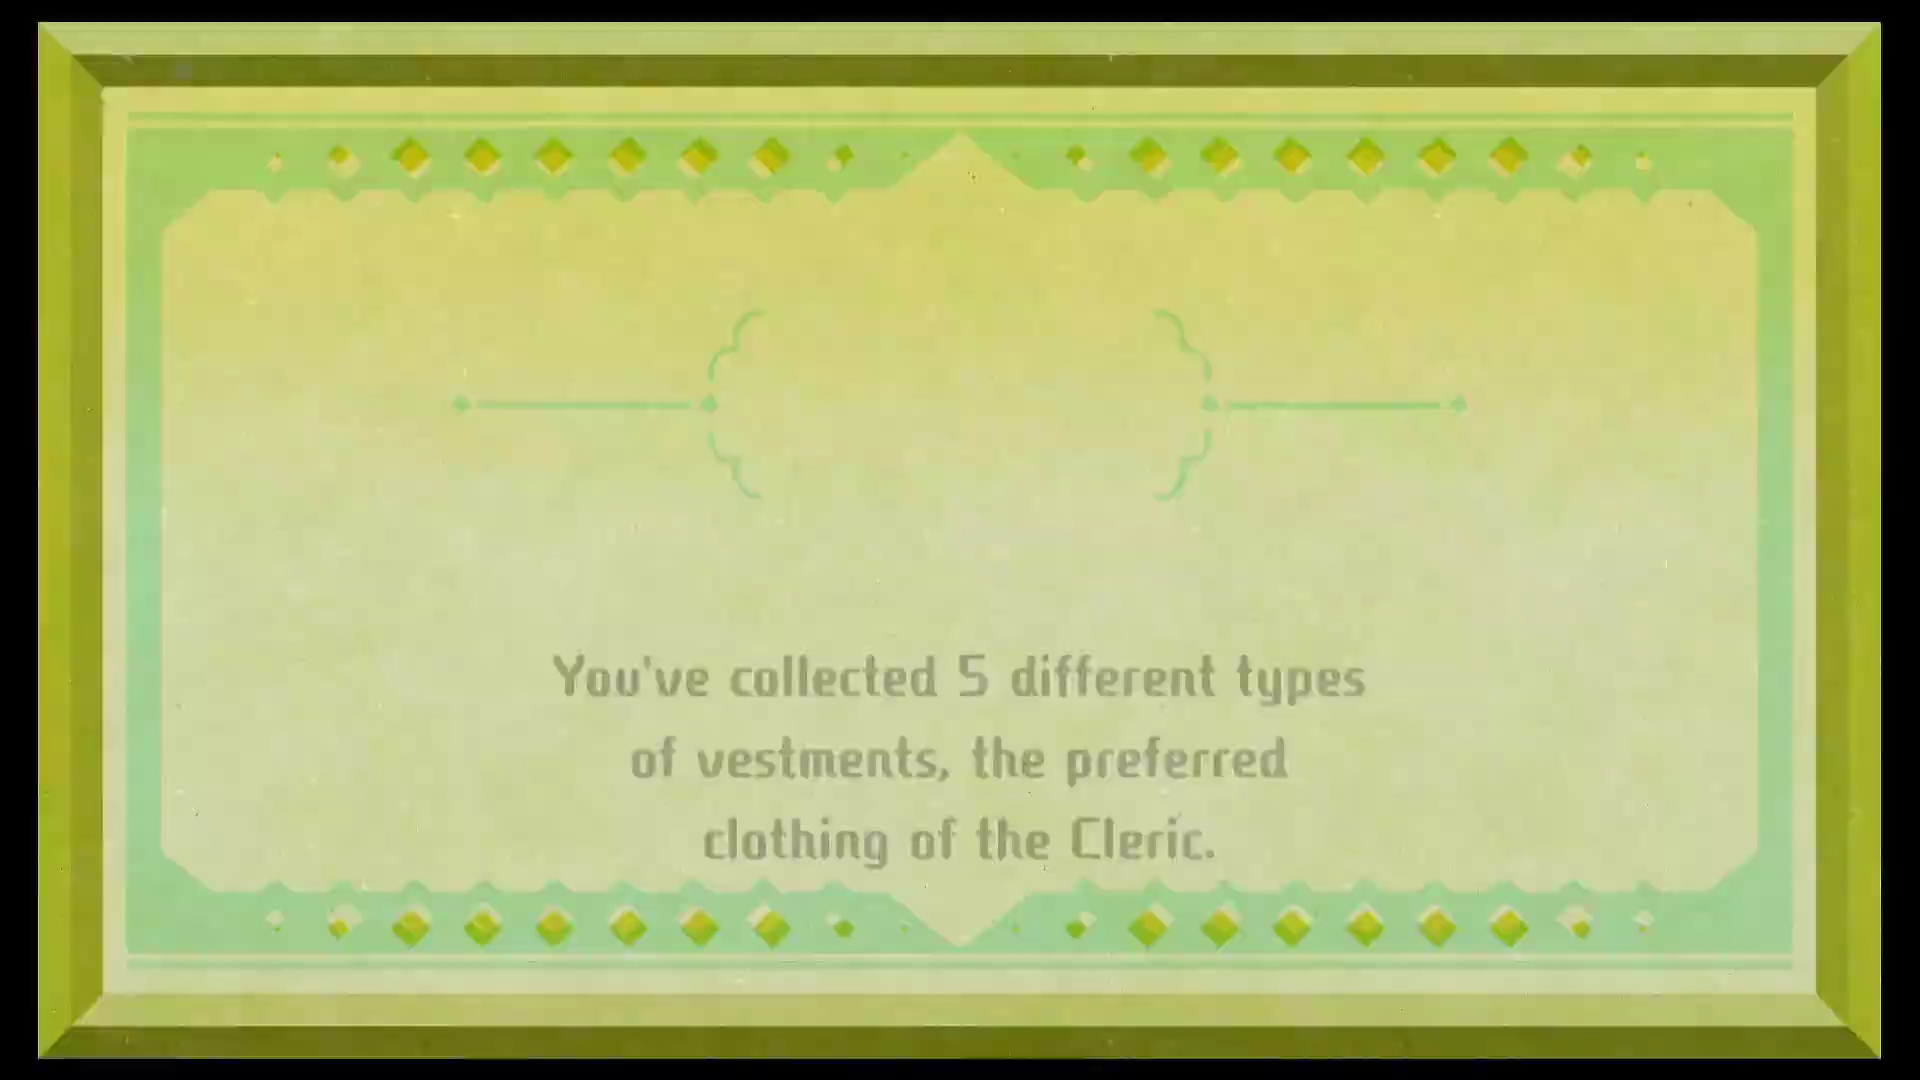 You've collected 5 different types
of vestments, the preferred
clothing of the Cleric.